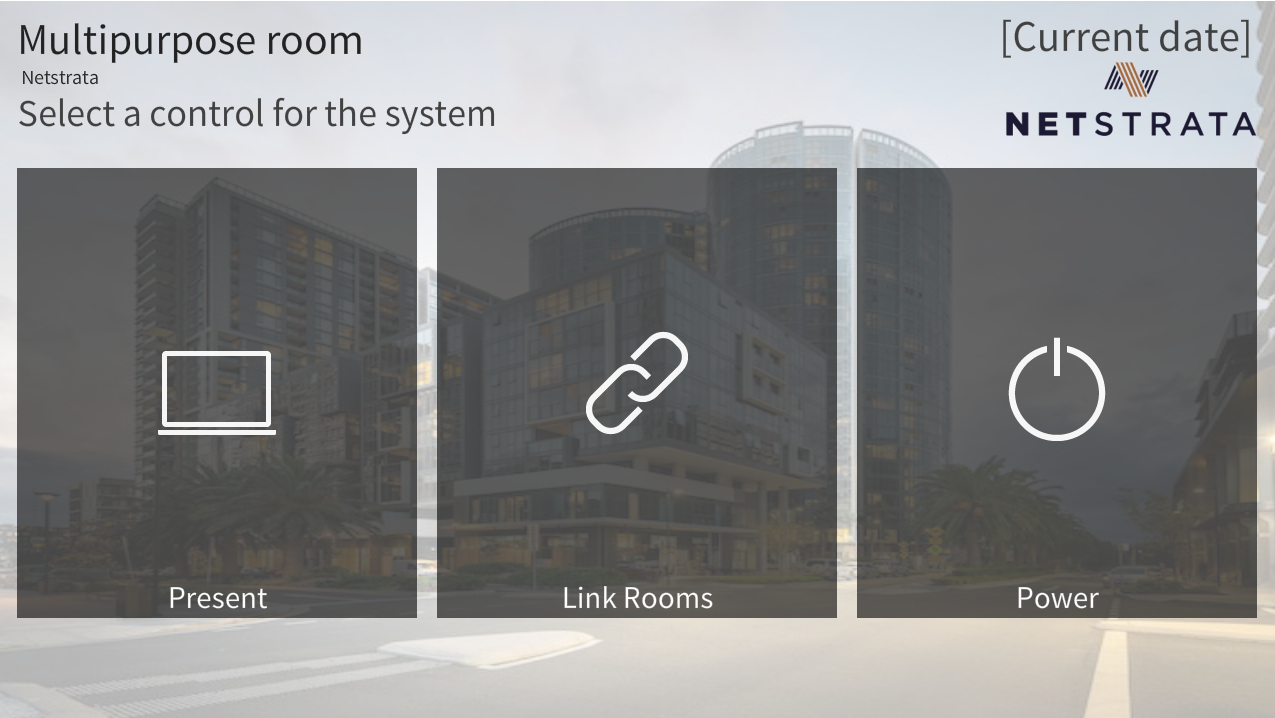 Multipurpose room
[Current date]
Netstrata
Select a control for the system
NETSTRATA
Present
Link Rooms
Power